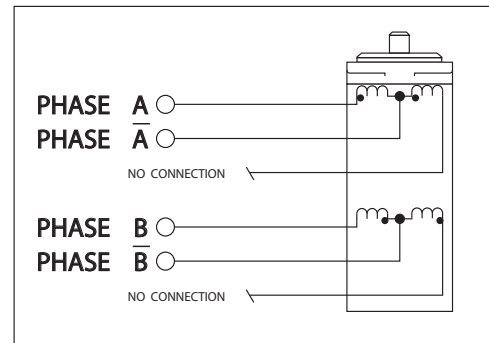 PHASE A
PHASE A̅
NO CONNECTION
PHASE B
PHASE B̅
NO CONNECTION